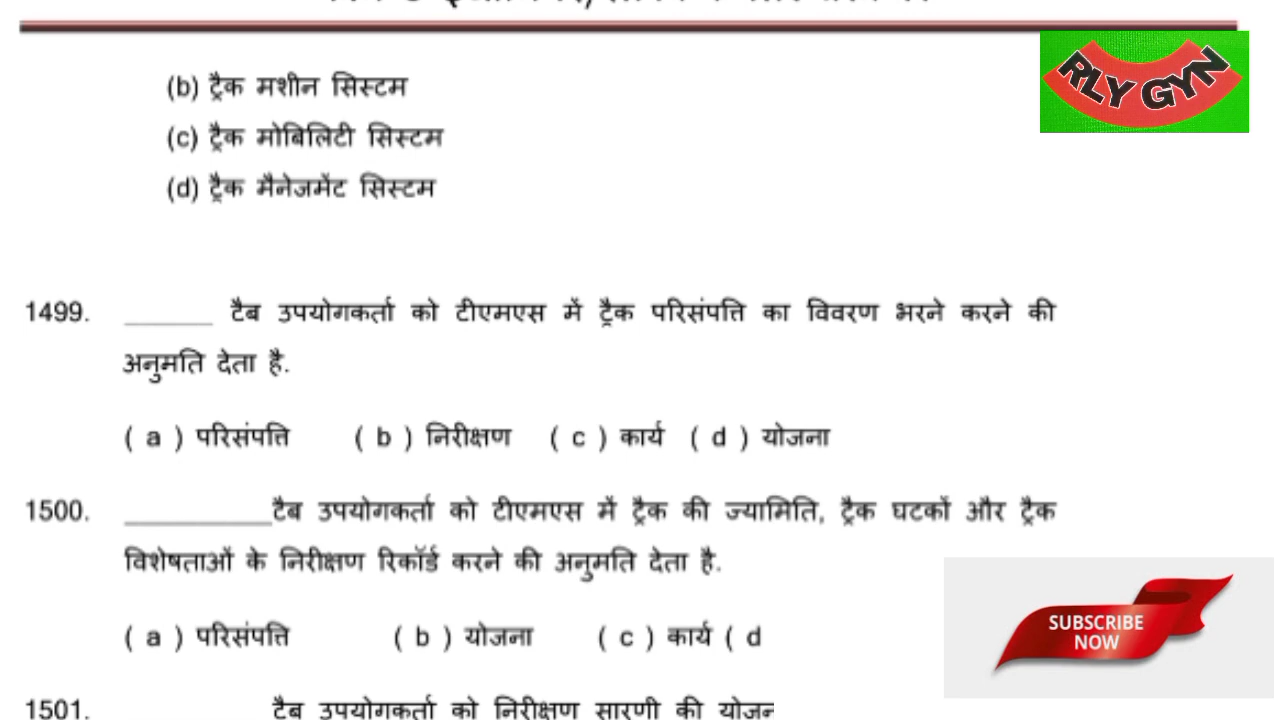 (b) ट्रैक मशीन सिस्टम
RLY GYN
(c) ट्रैक मोबिलिटी सिस्टम
(d) ट्रैक मैनेजमेंट सिस्टम
1499. ______ टैब उपयोगकर्ता को टीएमएस में ट्रैक परिसंपत्ति का विवरण भरने करने की
अनुमति देता है.
( a ) परिसंपत्ति ( b ) निरीक्षण ( c ) कार्य ( d ) योजना
1500. __________टैब उपयोगकर्ता को टीएमएस में ट्रैक की ज्यामिति, ट्रैक घटकों और ट्रैक
विशेषताओं के निरीक्षण रिकॉर्ड करने की अनुमति देता है.
( a ) परिसंपत्ति ( b ) योजना ( c ) कार्य ( d
SUBSCRIBE
NOW
1501. टैब उपयोगकर्ता को निरीक्षण सारणी की